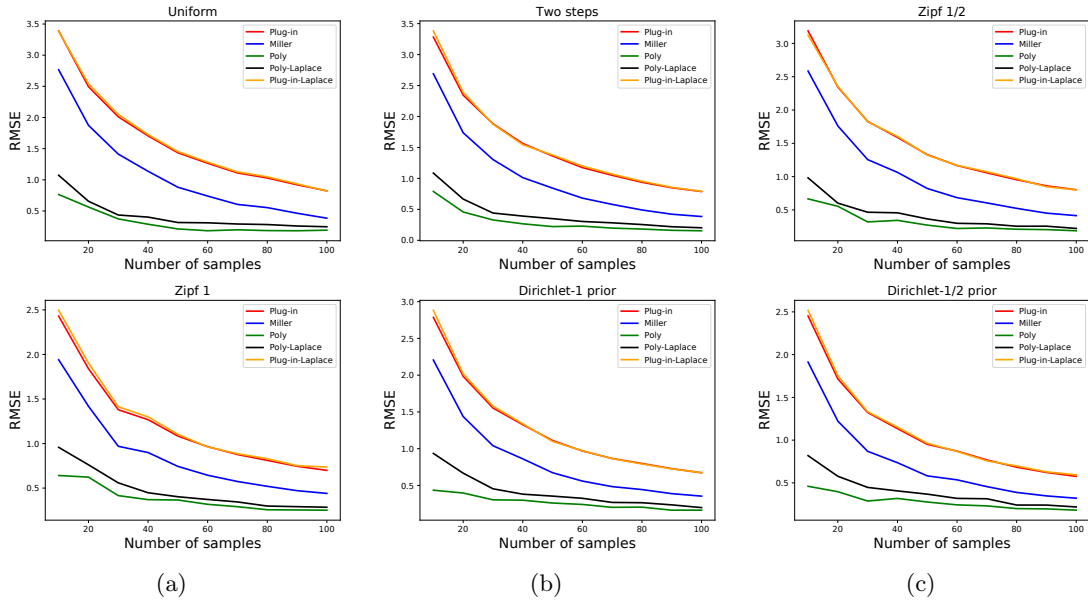 Uniform
3.5
3.0
2.5
2.0
1.5
1.0
0.5
RMSE
Plug-in
Miller
Poly
Poly-Laplace
Plug-in-Laplace
20 40 60 80 100
Number of samples
Two steps
3.5
3.0
2.5
2.0
1.5
1.0
0.5
0.0
RMSE
Plug-in
Miller
Poly
Poly-Laplace
Plug-in-Laplace
20 40 60 80 100
Number of samples
Zipf 1/2
3.0
2.5
2.0
1.5
1.0
0.5
RMSE
Plug-in
Miller
Poly
Poly-Laplace
Plug-in-Laplace
20 40 60 80 100
Number of samples
Zipf 1
2.5
2.0
1.5
1.0
0.5
RMSE
Plug-in
Miller
Poly
Poly-Laplace
Plug-in-Laplace
20 40 60 80 100
Number of samples
Dirichlet-1 prior
3.0
2.5
2.0
1.5
1.0
0.5
RMSE
Plug-in
Miller
Poly
Poly-Laplace
Plug-in-Laplace
20 40 60 80 100
Number of samples
Dirichlet-1/2 prior
2.5
2.0
1.5
1.0
0.5
RMSE
Plug-in
Miller
Poly
Poly-Laplace
Plug-in-Laplace
20 40 60 80 100
Number of samples
(a)
(b)
(c)